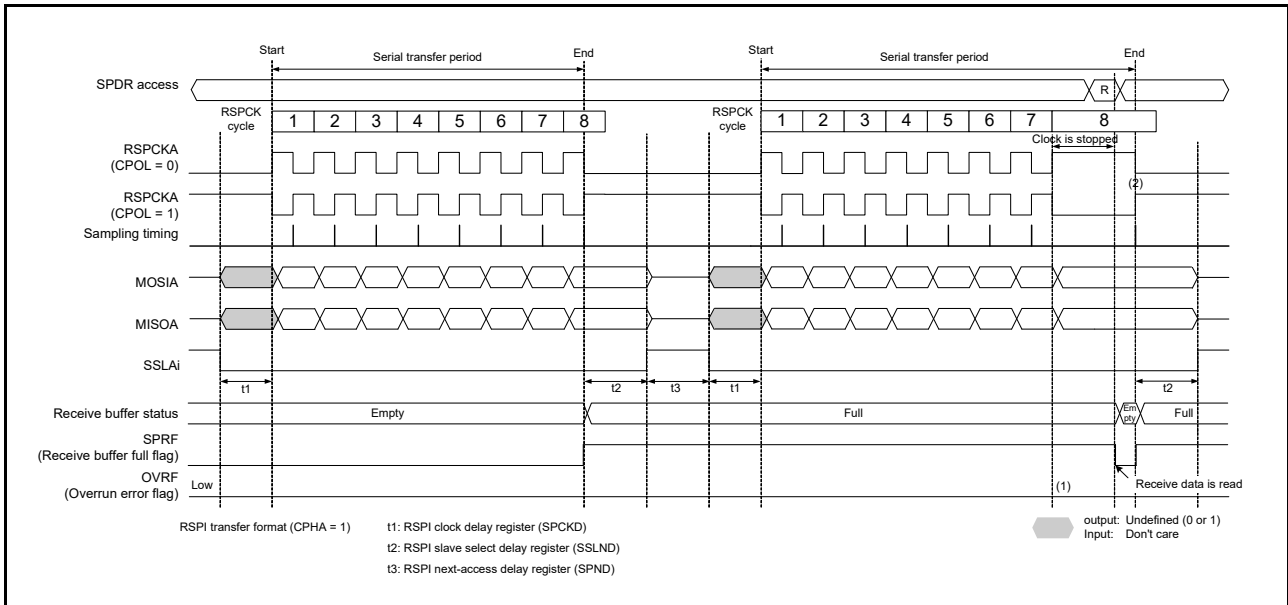 Start
Serial transfer period
End
Start
Serial transfer period
End
SPDR access
R
RSPCK
cycle
1 2 3 4 5 6 7 8
RSPCK
cycle
1 2 3 4 5 6 7 8
Clock is stopped
RSPCKA
(CPOL = 0)
(2)
RSPCKA
(CPOL = 1)
Sampling timing
MOSIA
MISOA
SSLAi
t1
t2
t3
t1
t2
Receive buffer status
Empty
Full
Em
pty
Full
SPRF
(Receive buffer full flag)
OVRF
(Overrun error flag)
Low
(1)
Receive data is read
RSPI transfer format (CPHA = 1)
t1: RSPI clock delay register (SPCKD)
t2: RSPI slave select delay register (SSLND)
t3: RSPI next-access delay register (SPND)
output: Undefined (0 or 1)
Input: Don't care